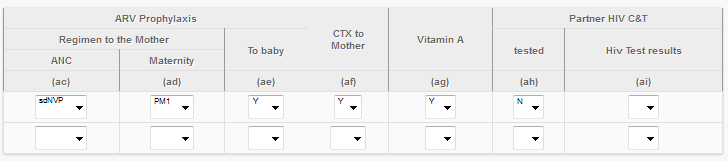 ARV Prophylaxis Partner HIV C&T
Regimen to the Mother To baby CTX to Mother Vitamin A tested Hiv Test results
ANC Maternity
(ac) (ad) (ae) (af) (ag) (ah) (ai)
sdNVP PM1 Y Y Y N